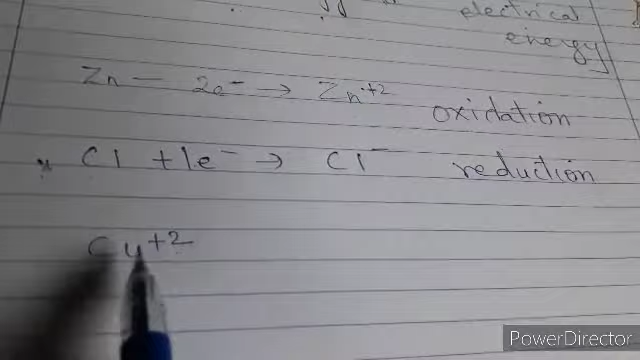 electrical
energy
Zn — 2e⁻ → Zn⁺² oxidation
* Cl + 1e⁻ → Cl⁻ reduction
Cu⁺²
PowerDirector